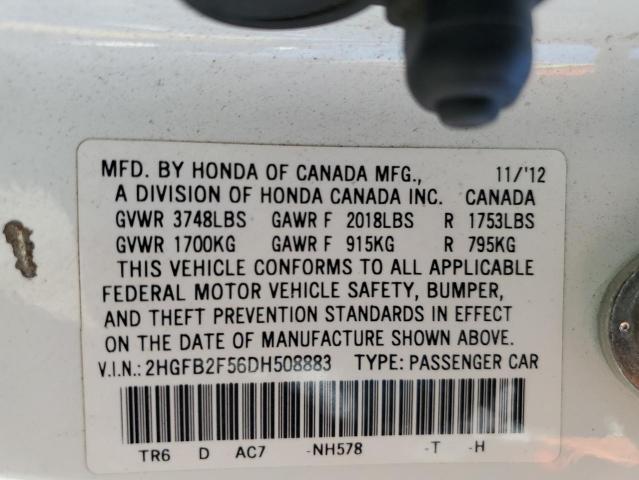 MFD. BY HONDA OF CANADA MFG., 11/'12
A DIVISION OF HONDA CANADA INC. CANADA
GVWR 3748LBS GAWR F 2018LBS R 1753LBS
GVWR 1700KG GAWR F 915KG R 795KG
THIS VEHICLE CONFORMS TO ALL APPLICABLE
FEDERAL MOTOR VEHICLE SAFETY, BUMPER,
AND THEFT PREVENTION STANDARDS IN EFFECT
ON THE DATE OF MANUFACTURE SHOWN ABOVE.
V.I.N.: 2HGFB2F56DH508883 TYPE: PASSENGER CAR
TR6 D AC7 -NH578 -T -H